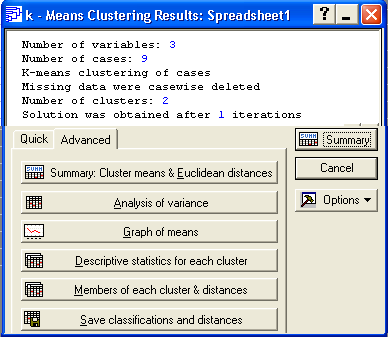 k - Means Clustering Results: Spreadsheet1
Number of variables: 3
Number of cases: 9
K-means clustering of cases
Missing data were casewise deleted
Number of clusters: 2
Solution was obtained after 1 iterations
Quick Advanced
Summary
Cancel
Options
Summary: Cluster means & Euclidean distances
Analysis of variance
Graph of means
Descriptive statistics for each cluster
Members of each cluster & distances
Save classifications and distances